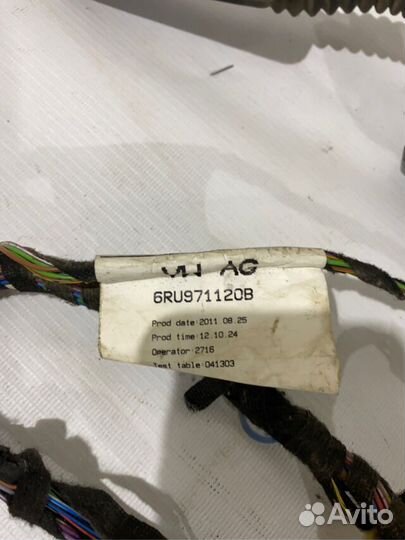 VW AG
6RU971120B
Prod date:2011.08.25
Prod time:12.10.24
Operator:2716
Test table:041303
Avito